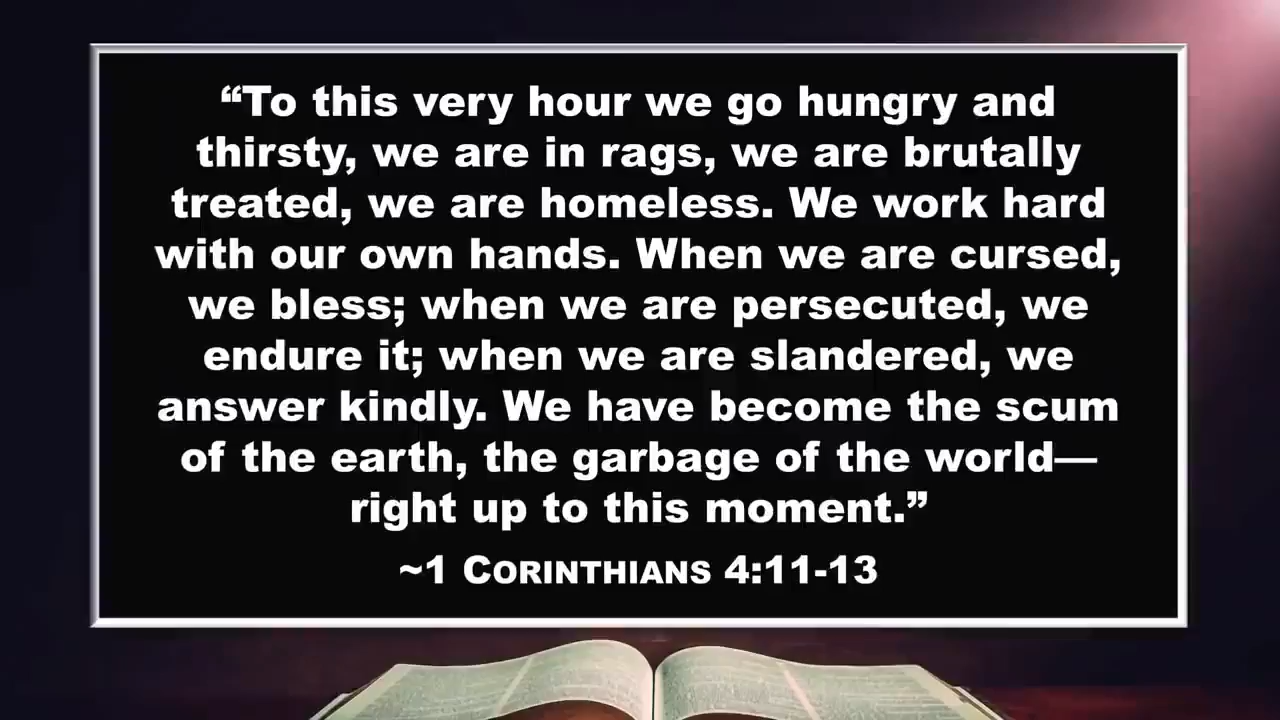 “To this very hour we go hungry and
thirsty, we are in rags, we are brutally
treated, we are homeless. We work hard
with our own hands. When we are cursed,
we bless; when we are persecuted, we
endure it; when we are slandered, we
answer kindly. We have become the scum
of the earth, the garbage of the world—
right up to this moment.”
~1 CORINTHIANS 4:11-13